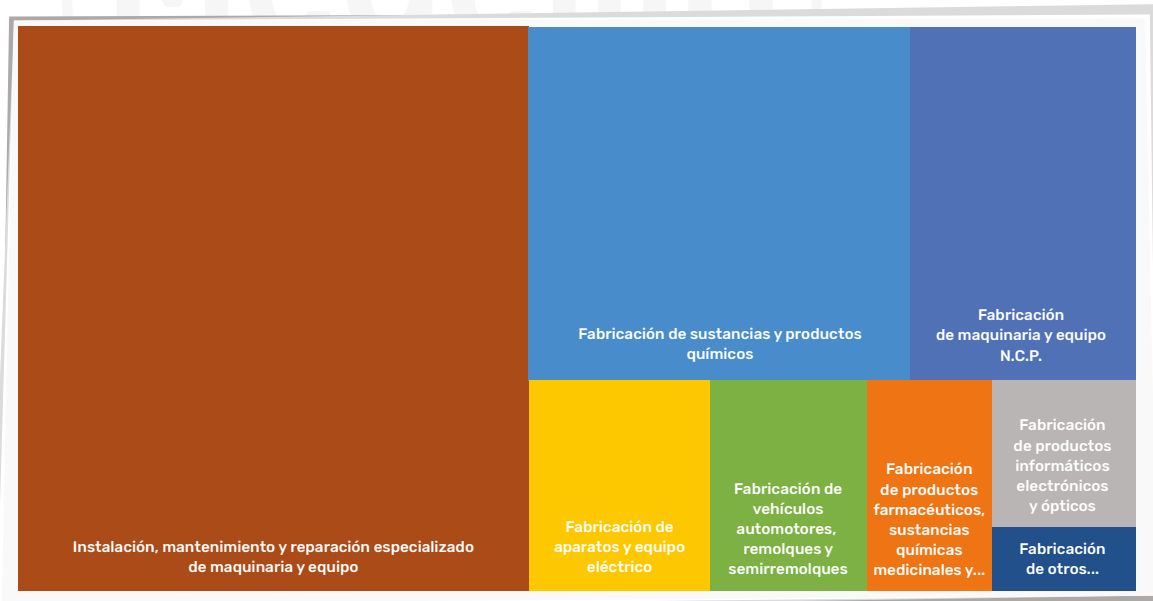 Instalación, mantenimiento y reparación especializado
de maquinaria y equipo
Fabricación de sustancias y productos
químicos
Fabricación
de maquinaria y equipo
N.C.P.
Fabricación de
aparatos y equipo
eléctrico
Fabricación de
vehículos
automotores,
remolques y
semirremolques
Fabricación
de productos
farmacéuticos,
sustancias
químicas
medicinales y...
Fabricación
de productos
informáticos
electrónicos
y ópticos
Fabricación
de otros...